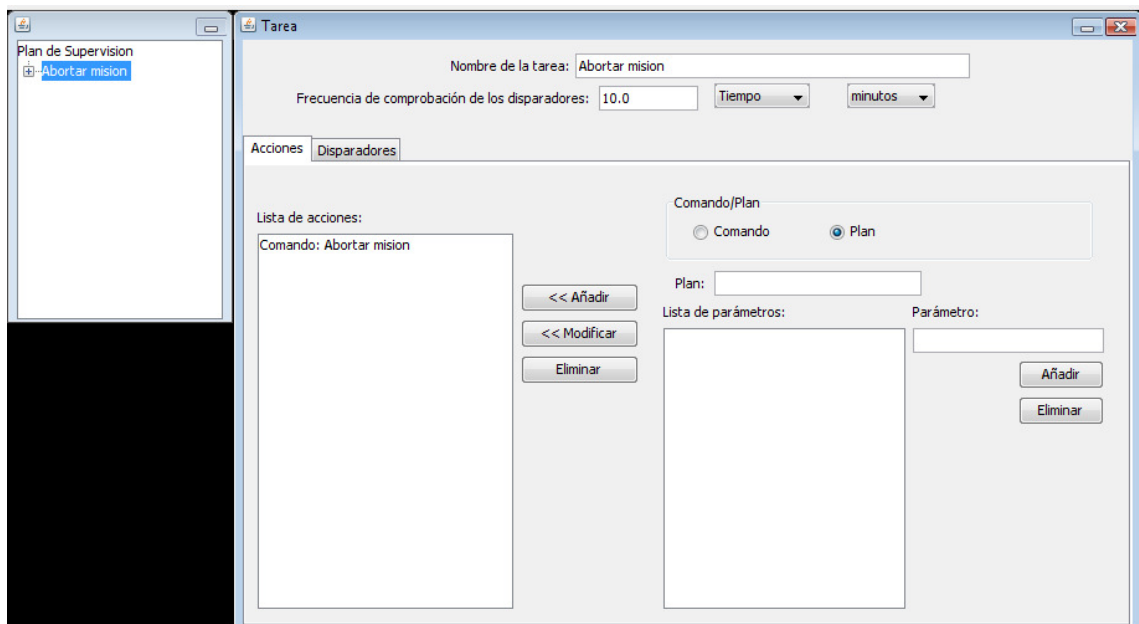 Plan de Supervision
Abortar mision
Tarea
Nombre de la tarea: Abortar mision
Frecuencia de comprobación de los disparadores: 10.0 Tiempo minutos
Acciones Disparadores
Lista de acciones:
Comando: Abortar mision
<< Añadir
<< Modificar
Eliminar
Comando/Plan
Comando Plan
Plan:
Lista de parámetros: Parámetro:
Añadir
Eliminar